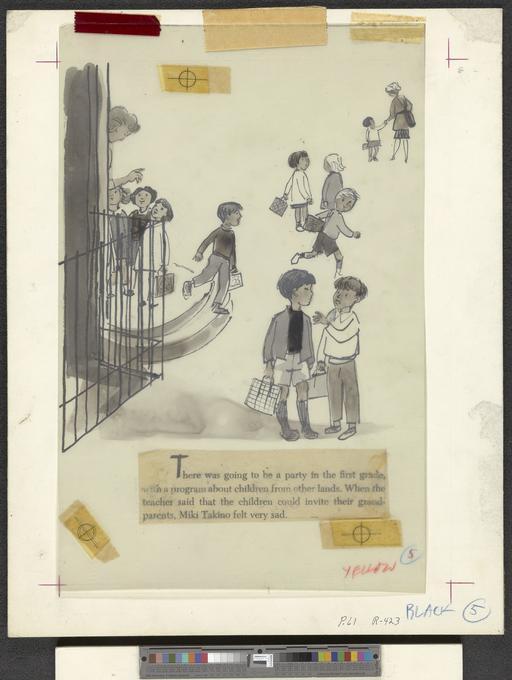 There was going to be a party in the first grade,
with a program about children from other lands. When the
teacher said that the children could invite their grand-
parents, Miki Takino felt very sad.
YELLOW 5
BLACK 5
P.61 R-423